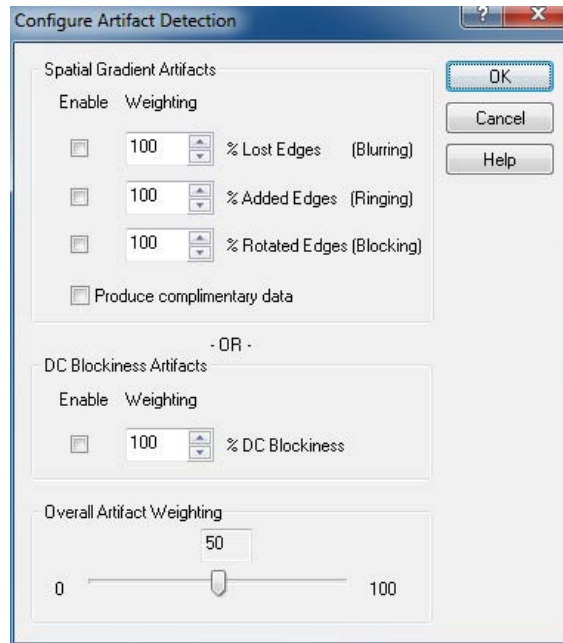 Configure Artifact Detection
?
X
Spatial Gradient Artifacts
Enable Weighting
100 % Lost Edges (Blurring)
100 % Added Edges (Ringing)
100 % Rotated Edges (Blocking)
Produce complimentary data
- OR -
DC Blockiness Artifacts
Enable Weighting
100 % DC Blockiness
Overall Artifact Weighting
50
0 100
OK
Cancel
Help